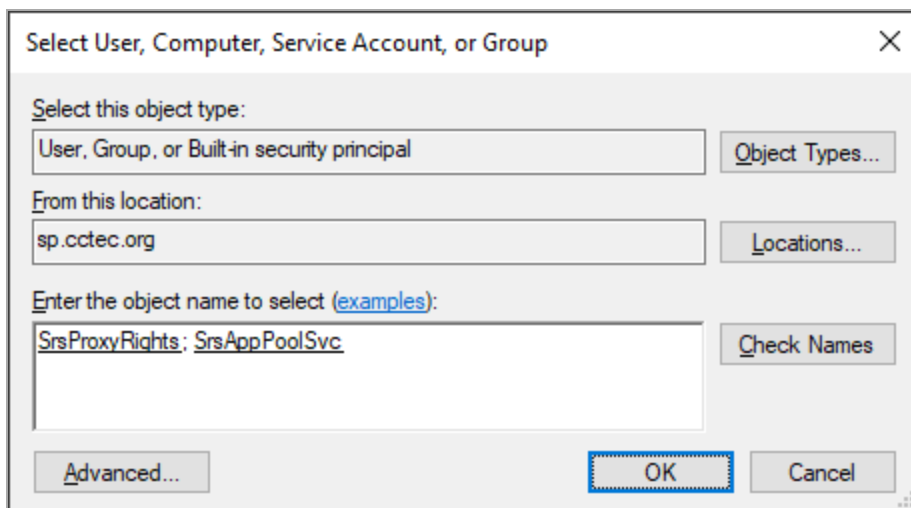 Select User, Computer, Service Account, or Group
Select this object type:
User, Group, or Built-in security principal
Object Types...
From this location:
sp.cctec.org
Locations...
Enter the object name to select (examples):
SrsProxyRights; SrsAppPoolSvc
Check Names
Advanced...
OK
Cancel